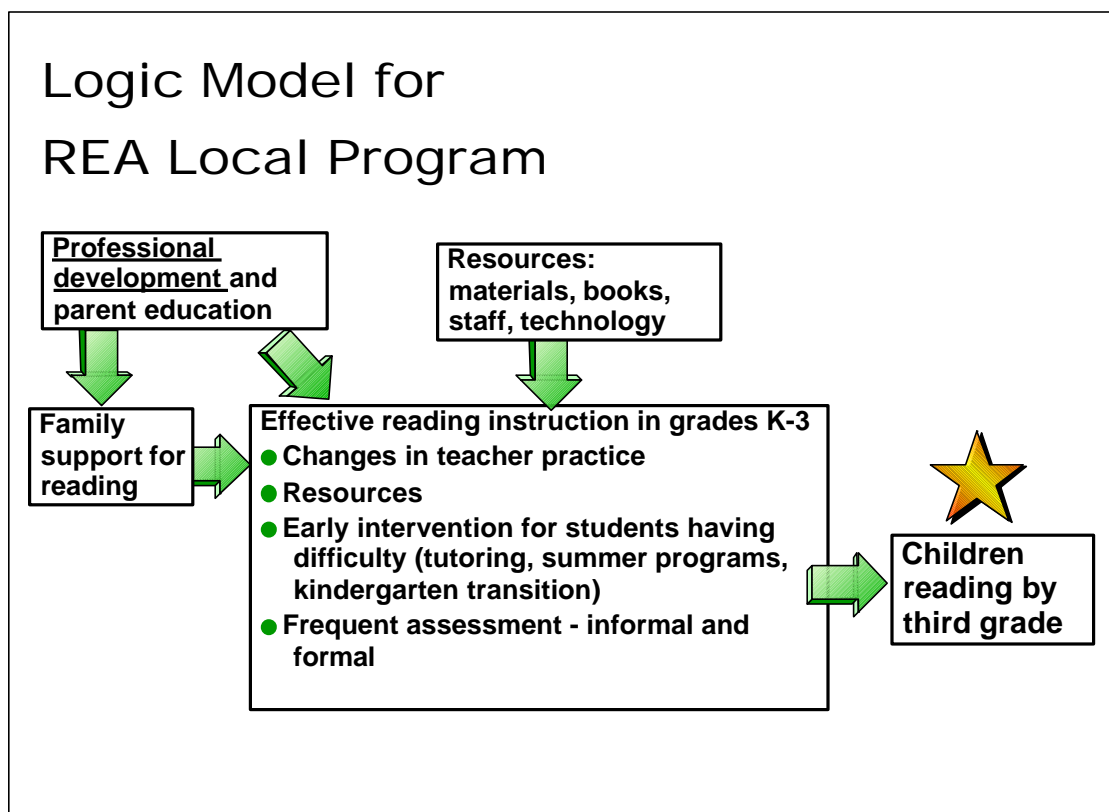 Logic Model for
REA Local Program
Professional
development and
parent education
Resources:
materials, books,
staff, technology
Family
support for
reading
Effective reading instruction in grades K-3
● Changes in teacher practice
● Resources
● Early intervention for students having
difficulty (tutoring, summer programs,
kindergarten transition)
● Frequent assessment - informal and
formal
Children
reading by
third grade